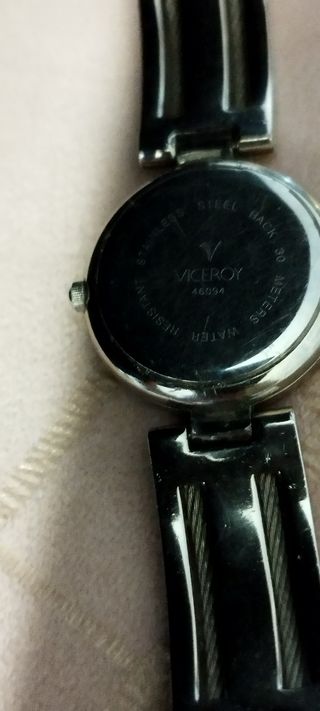 STAINLESS STEEL BACK 30 METERS WATER RESISTANT
VICEROY
46094